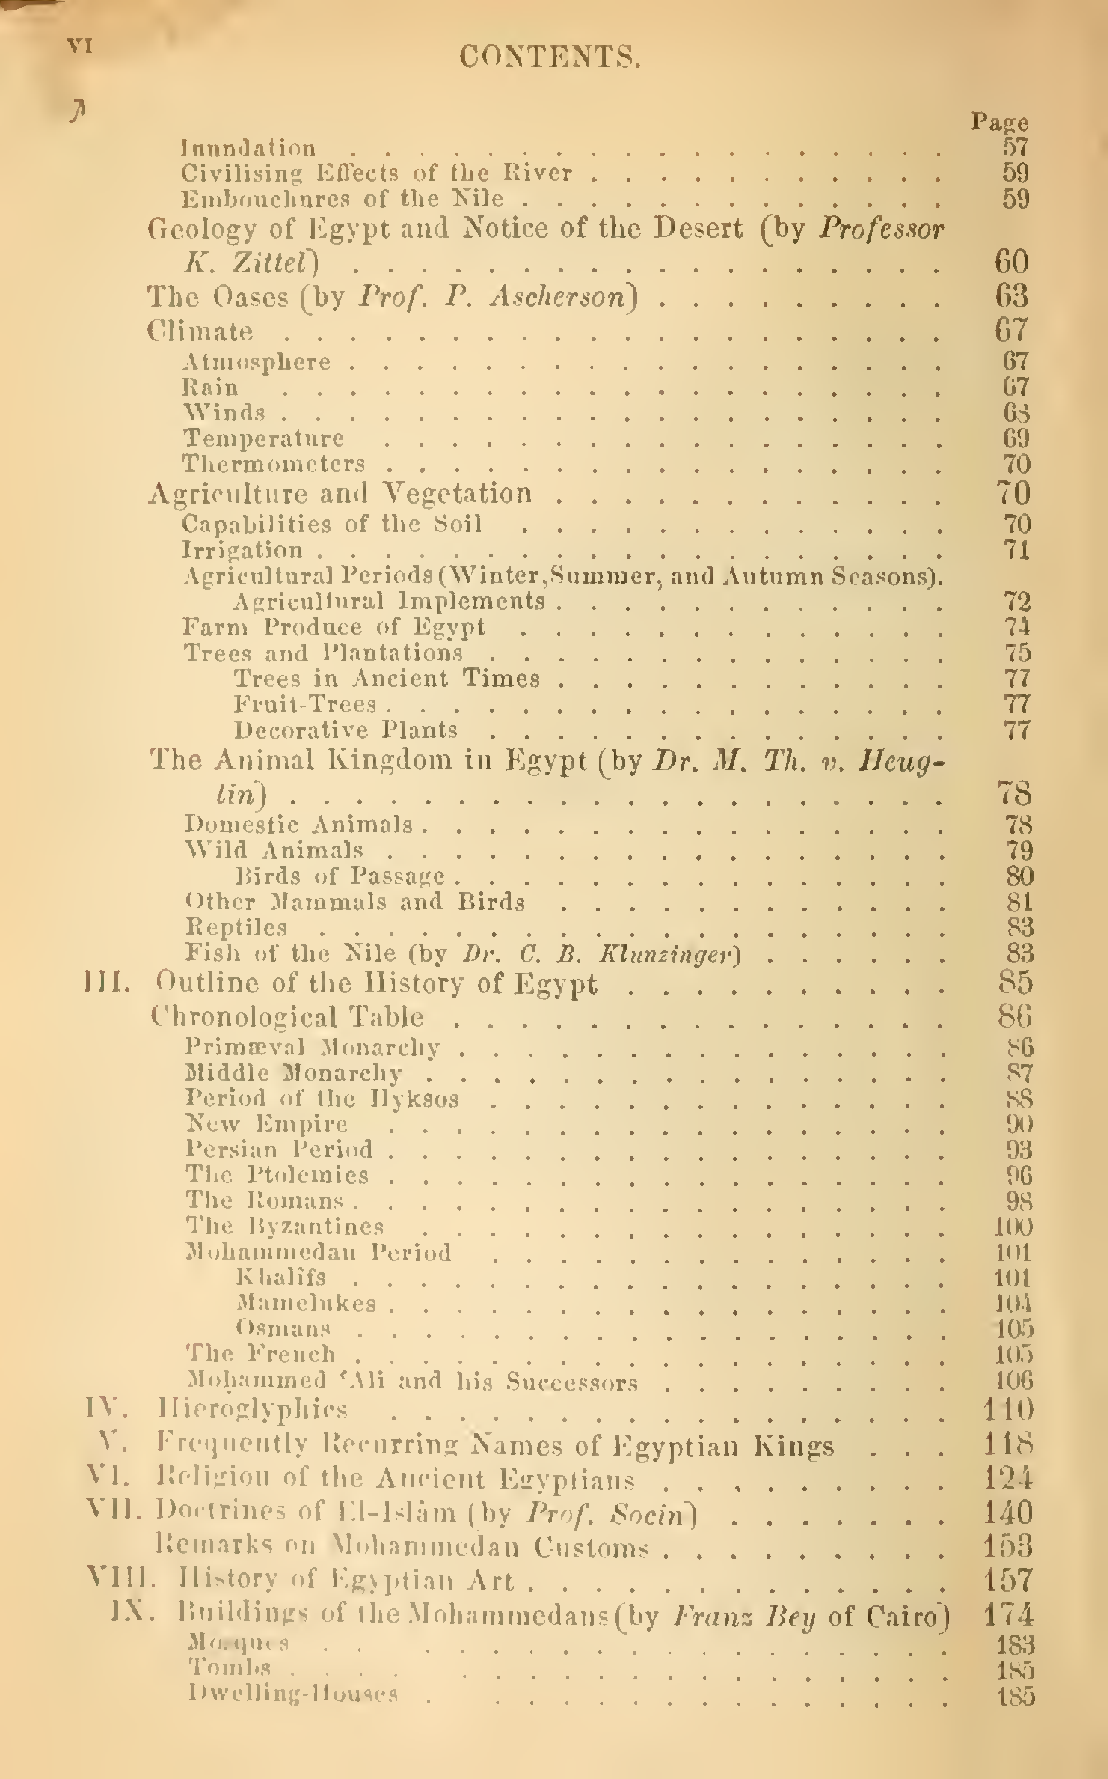 VI
CONTENTS.
Page
Inundation . . . . . . . . . . . . . . . . . . 57
Civilising Effects of the River . . . . . . . . . . . 59
Embouchures of the Nile . . . . . . . . . . . . . 59
Geology of Egypt and Notice of the Desert (by Professor
K. Zittel) . . . . . . . . . . . . . . . . . . 60
The Oases (by Prof. P. Ascherson) . . . . . . . . . 63
Climate . . . . . . . . . . . . . . . . . . . . 67
Atmosphere . . . . . . . . . . . . . . . . . . 67
Rain . . . . . . . . . . . . . . . . . . . . 67
Winds . . . . . . . . . . . . . . . . . . . . 68
Temperature . . . . . . . . . . . . . . . . . 69
Thermometers . . . . . . . . . . . . . . . . . 70
Agriculture and Vegetation . . . . . . . . . . . . 70
Capabilities of the Soil . . . . . . . . . . . . . 70
Irrigation . . . . . . . . . . . . . . . . . . . 71
Agricultural Periods (Winter, Summer, and Autumn Seasons).
Agricultural Implements . . . . . . . . . . . . 72
Farm Produce of Egypt . . . . . . . . . . . . . 74
Trees and Plantations . . . . . . . . . . . . . . 75
Trees in Ancient Times . . . . . . . . . . . . 77
Fruit-Trees . . . . . . . . . . . . . . . . . 77
Decorative Plants . . . . . . . . . . . . . . 77
The Animal Kingdom in Egypt (by Dr. M. Th. v. Heug-
lin) . . . . . . . . . . . . . . . . . . . . 78
Domestic Animals . . . . . . . . . . . . . . . . 78
Wild Animals . . . . . . . . . . . . . . . . . 79
Birds of Passage . . . . . . . . . . . . . . . 80
Other Mammals and Birds . . . . . . . . . . . . 81
Reptiles . . . . . . . . . . . . . . . . . . . 83
Fish of the Nile (by Dr. C. B. Klunzinger) . . . . . . 83
III. Outline of the History of Egypt . . . . . . . . . . 85
Chronological Table . . . . . . . . . . . . . . . 86
Primæval Monarchy . . . . . . . . . . . . . . . 86
Middle Monarchy . . . . . . . . . . . . . . . . 87
Period of the Hyksos . . . . . . . . . . . . . . 88
New Empire . . . . . . . . . . . . . . . . . 90
Persian Period . . . . . . . . . . . . . . . . . 93
The Ptolemies . . . . . . . . . . . . . . . . . 96
The Romans . . . . . . . . . . . . . . . . . . 98
The Byzantines . . . . . . . . . . . . . . . . 100
Mohammedan Period . . . . . . . . . . . . . . 101
Khalîfs . . . . . . . . . . . . . . . . . . 101
Mamelukes . . . . . . . . . . . . . . . . . 104
Osmans . . . . . . . . . . . . . . . . . . 105
The French . . . . . . . . . . . . . . . . . . 105
Moḥammed ʿAli and his Successors . . . . . . . . . 106
IV. Hieroglyphics . . . . . . . . . . . . . . . . . 110
V. Frequently Recurring Names of Egyptian Kings . . . 118
VI. Religion of the Ancient Egyptians . . . . . . . . . 124
VII. Doctrines of El-Islâm (by Prof. Socin) . . . . . . . 140
Remarks on Mohammedan Customs . . . . . . . . . 153
VIII. History of Egyptian Art . . . . . . . . . . . . . 157
IX. Buildings of the Mohammedans (by Franz Bey of Cairo) 174
Mosques . . . . . . . . . . . . . . . . . . 183
Tombs . . . . . . . . . . . . . . . . . . . 185
Dwelling-Houses . . . . . . . . . . . . . . . 185